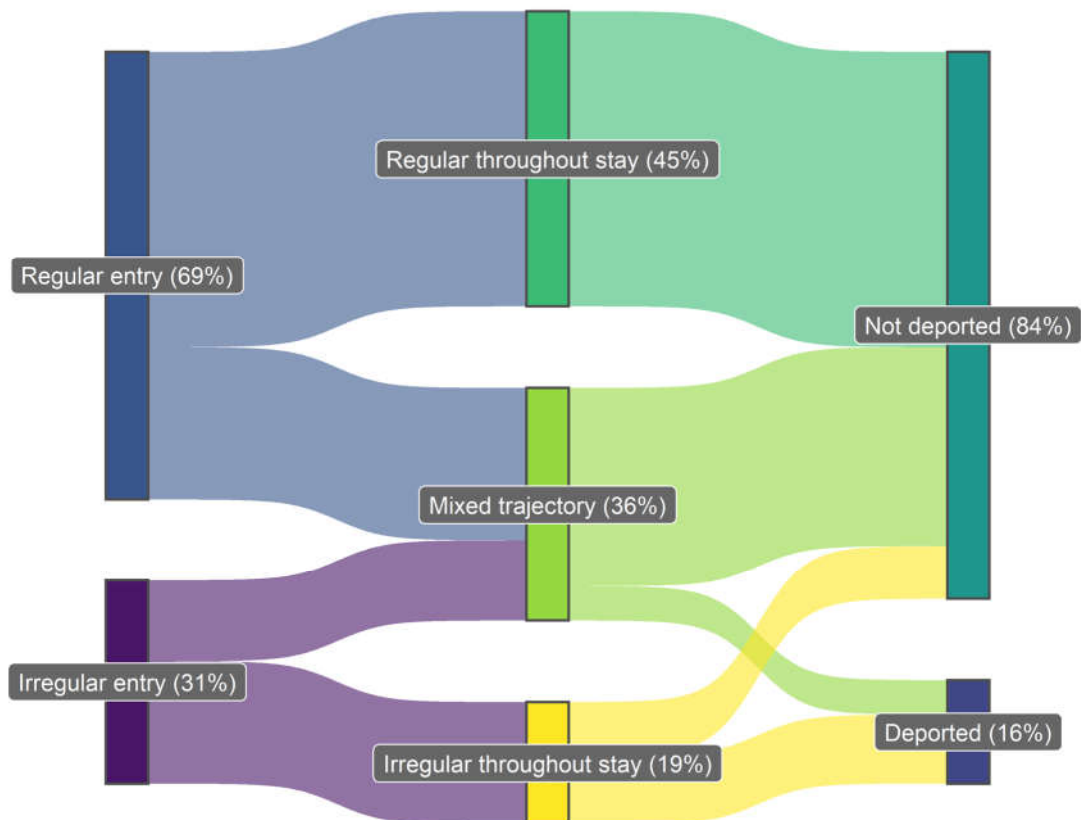 Regular entry (69%)
Irregular entry (31%)
Regular throughout stay (45%)
Mixed trajectory (36%)
Irregular throughout stay (19%)
Not deported (84%)
Deported (16%)